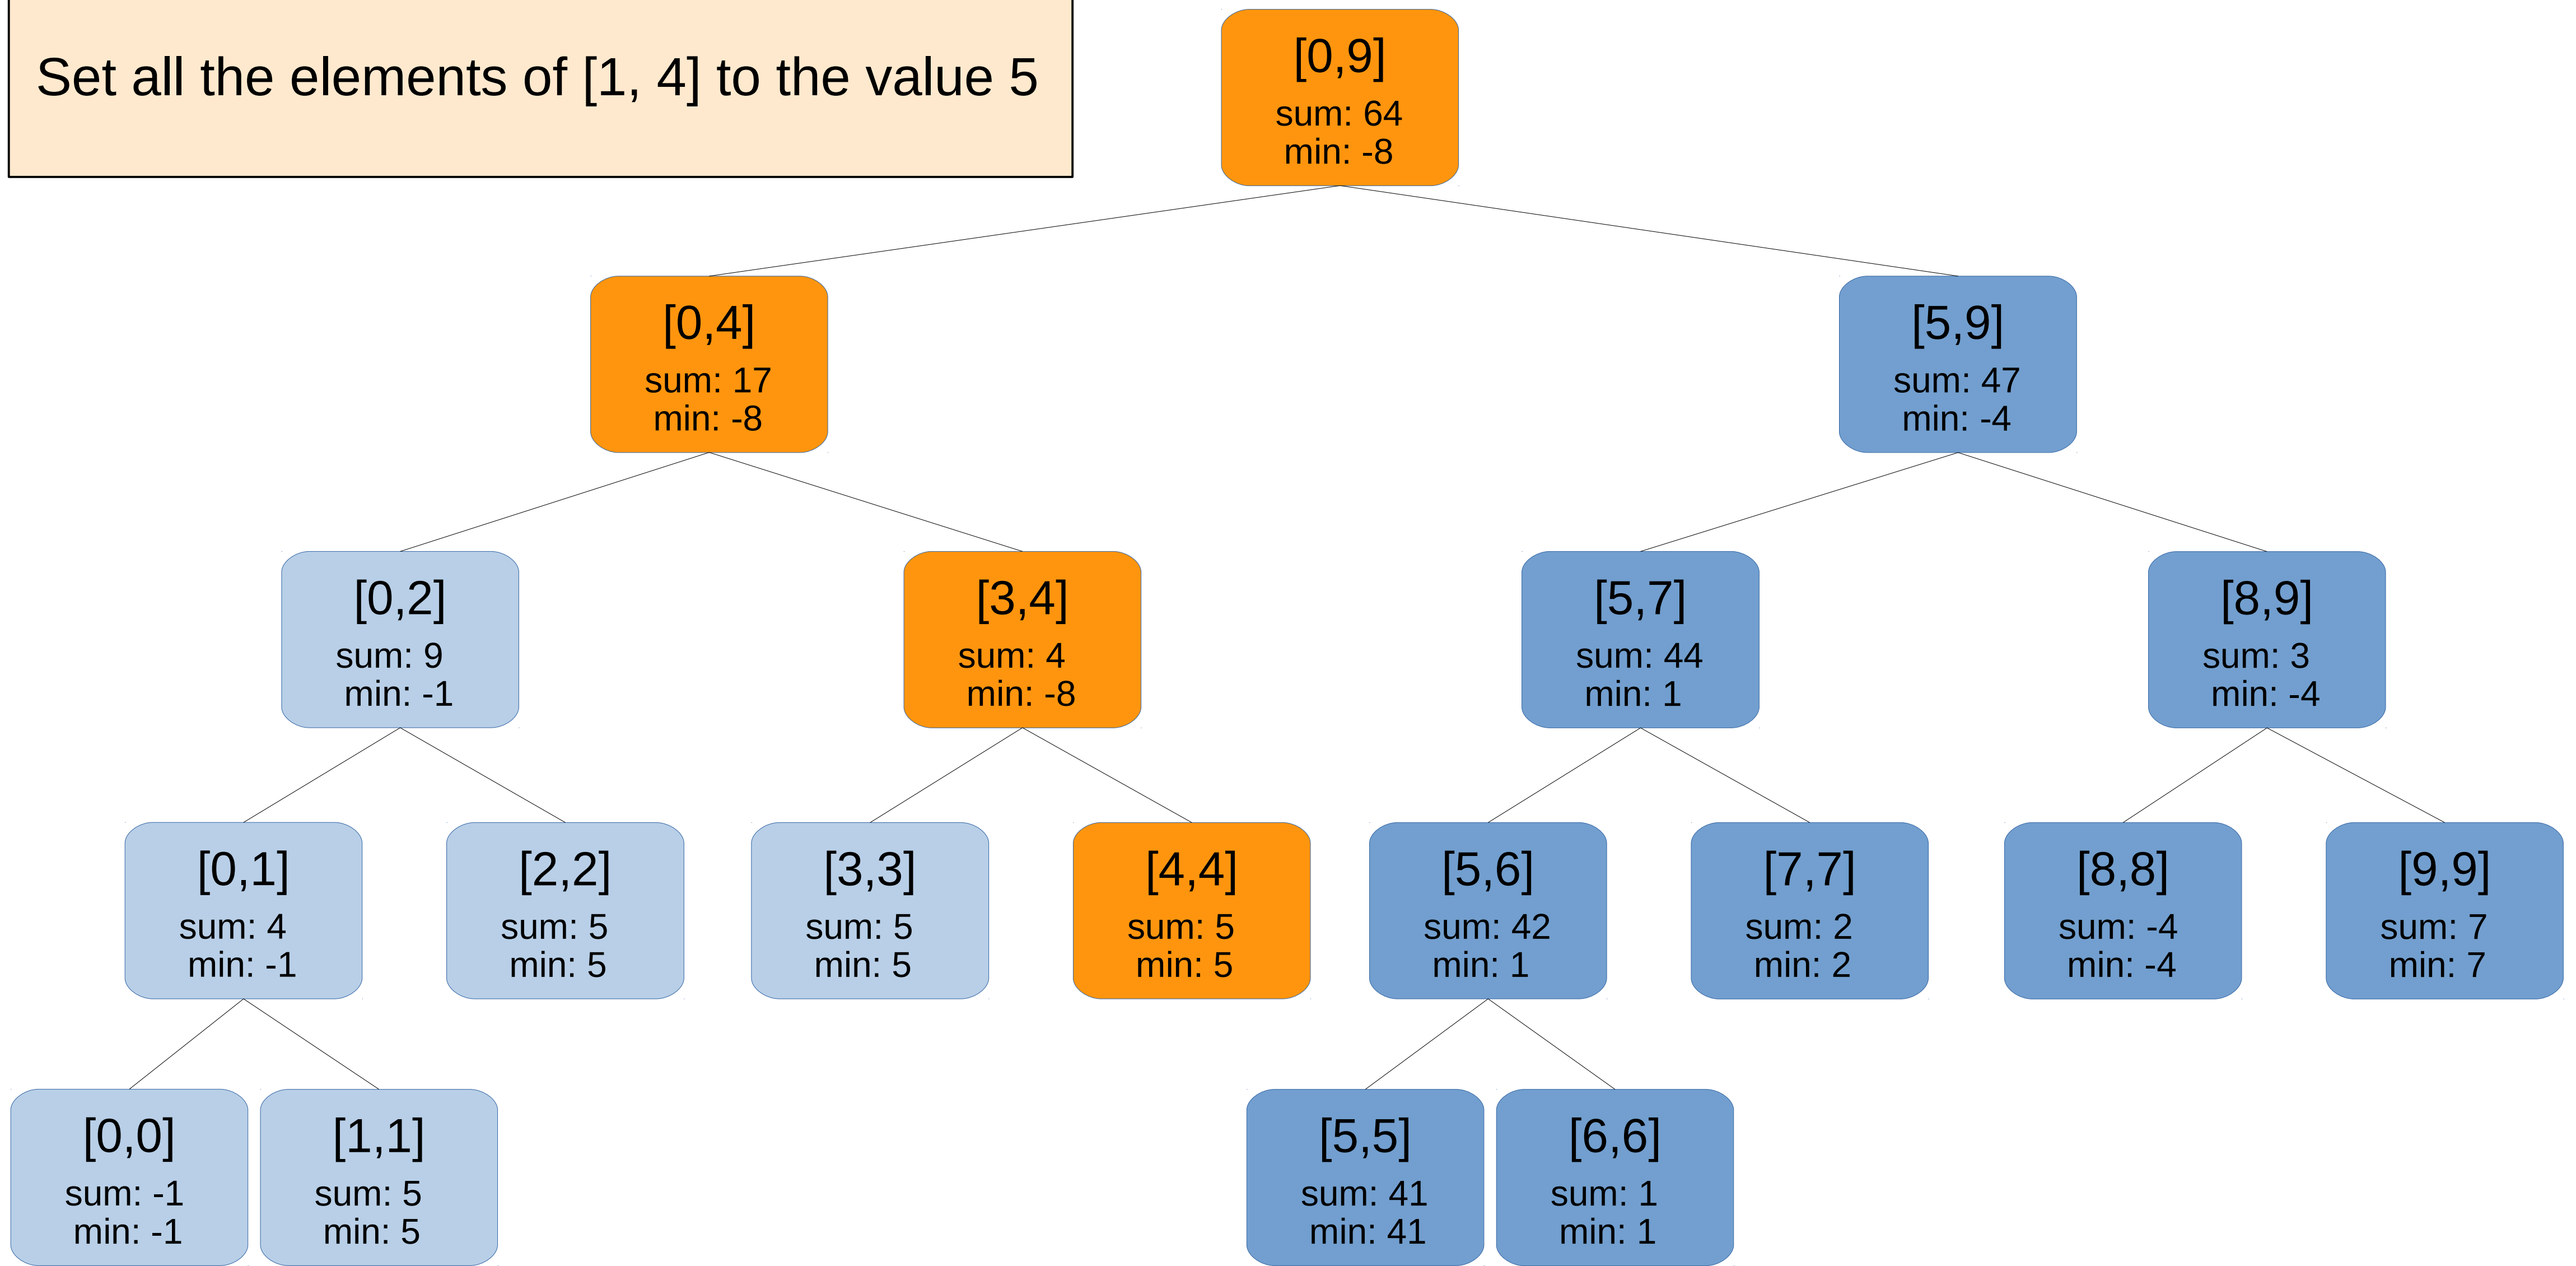 Set all the elements of [1, 4] to the value 5
[0,9]
sum: 64
min: -8
[0,4]
sum: 17
min: -8
[5,9]
sum: 47
min: -4
[0,2]
sum: 9
min: -1
[3,4]
sum: 4
min: -8
[5,7]
sum: 44
min: 1
[8,9]
sum: 3
min: -4
[0,1]
sum: 4
min: -1
[2,2]
sum: 5
min: 5
[3,3]
sum: 5
min: 5
[4,4]
sum: 5
min: 5
[5,6]
sum: 42
min: 1
[7,7]
sum: 2
min: 2
[8,8]
sum: -4
min: -4
[9,9]
sum: 7
min: 7
[0,0]
sum: -1
min: -1
[1,1]
sum: 5
min: 5
[5,5]
sum: 41
min: 41
[6,6]
sum: 1
min: 1